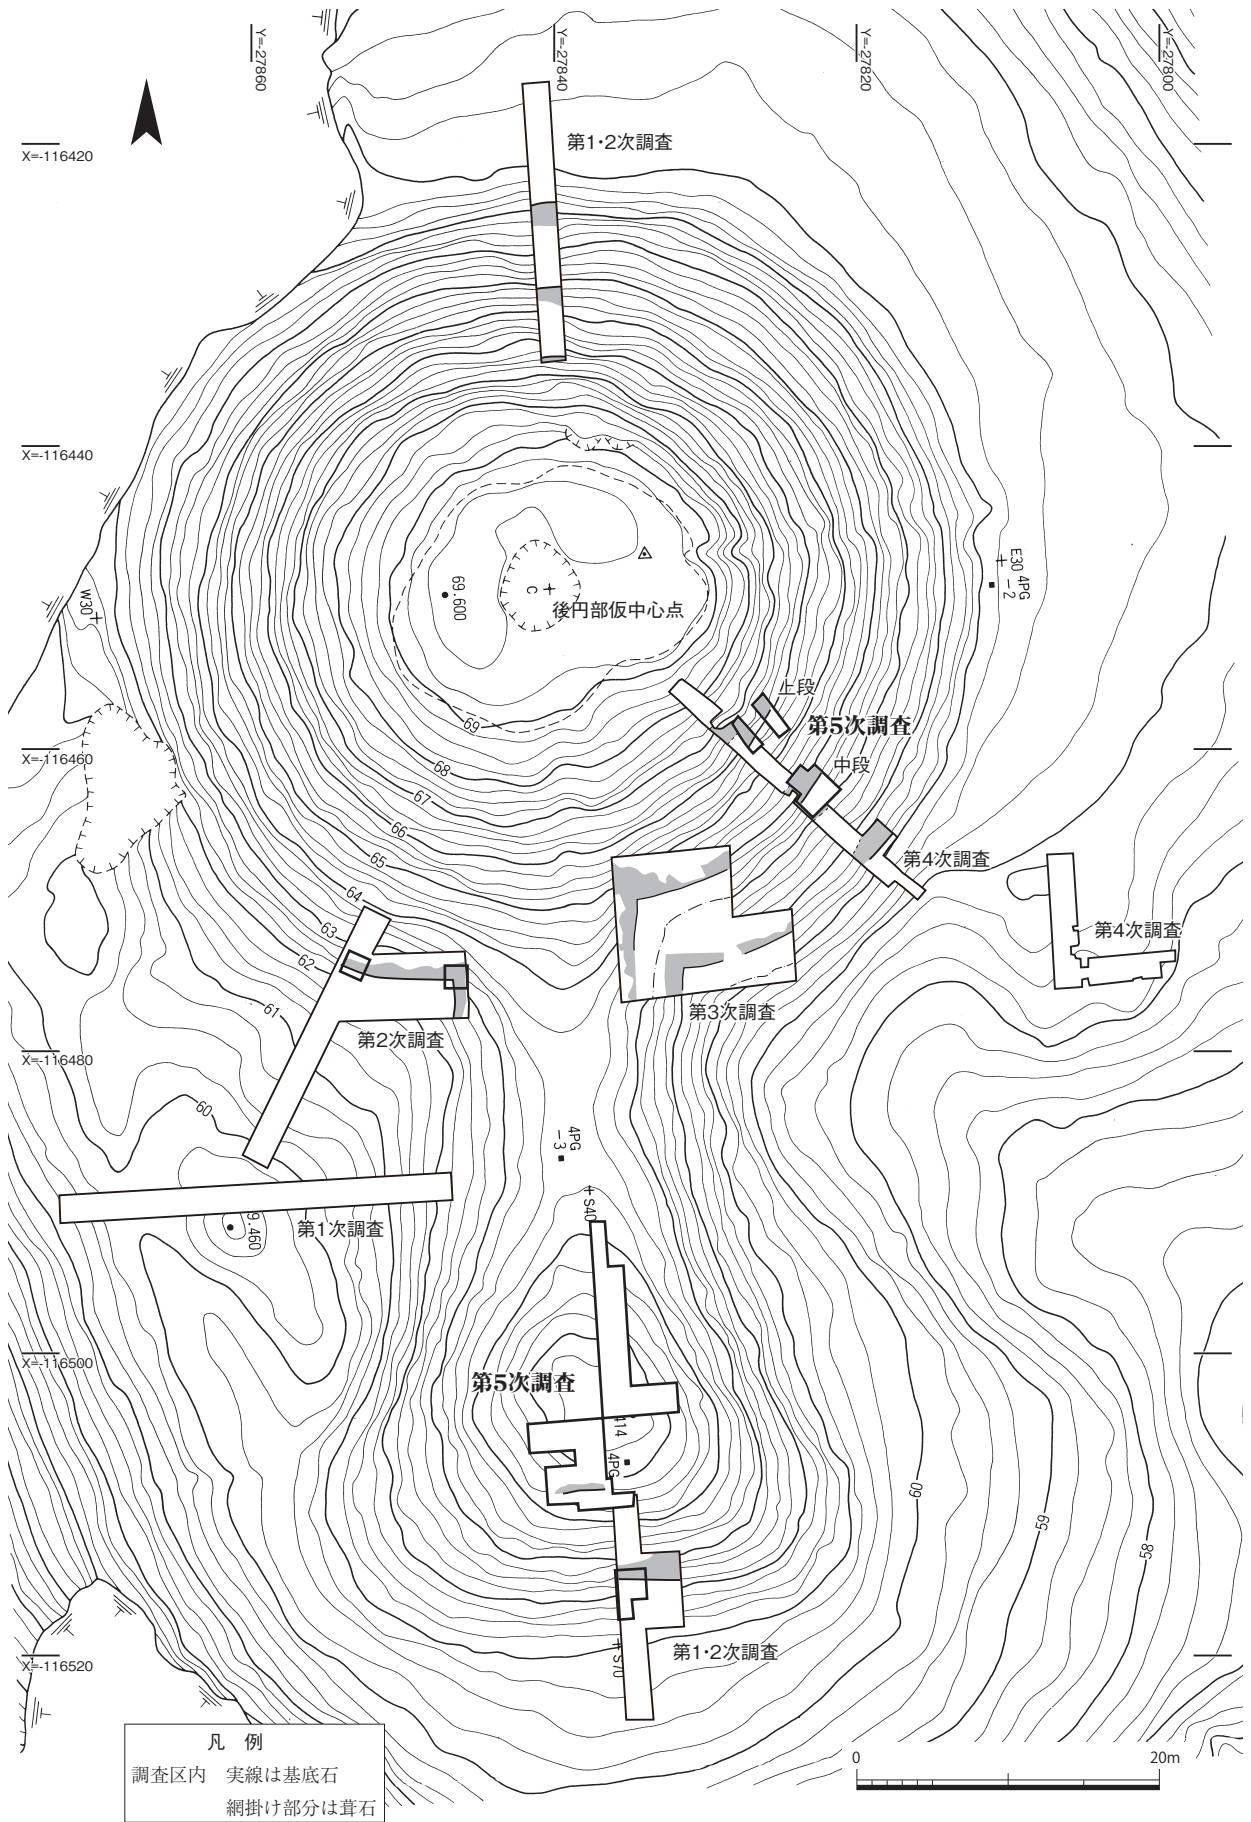 Y=-27860
Y=-27840
Y=-27820
Y=-27800
第1・2次調査
X=-116420
X=-116440
E30 4PG
-2
69.600
C
後円部仮中心点
W30
上段
第5次調査
69
中段
X=-116460
68
67
66
65
第4次調査
64
63
62
第4次調査
61
第3次調査
第2次調査
X=-116480
60
4PG
-3
S40
第1次調査
9.460
X=-116500
第5次調査
414
4PG
60
59
58
第1・2次調査
S70
X=-116520
凡 例
調査区内 実線は基底石
網掛け部分は葺石
0 20m